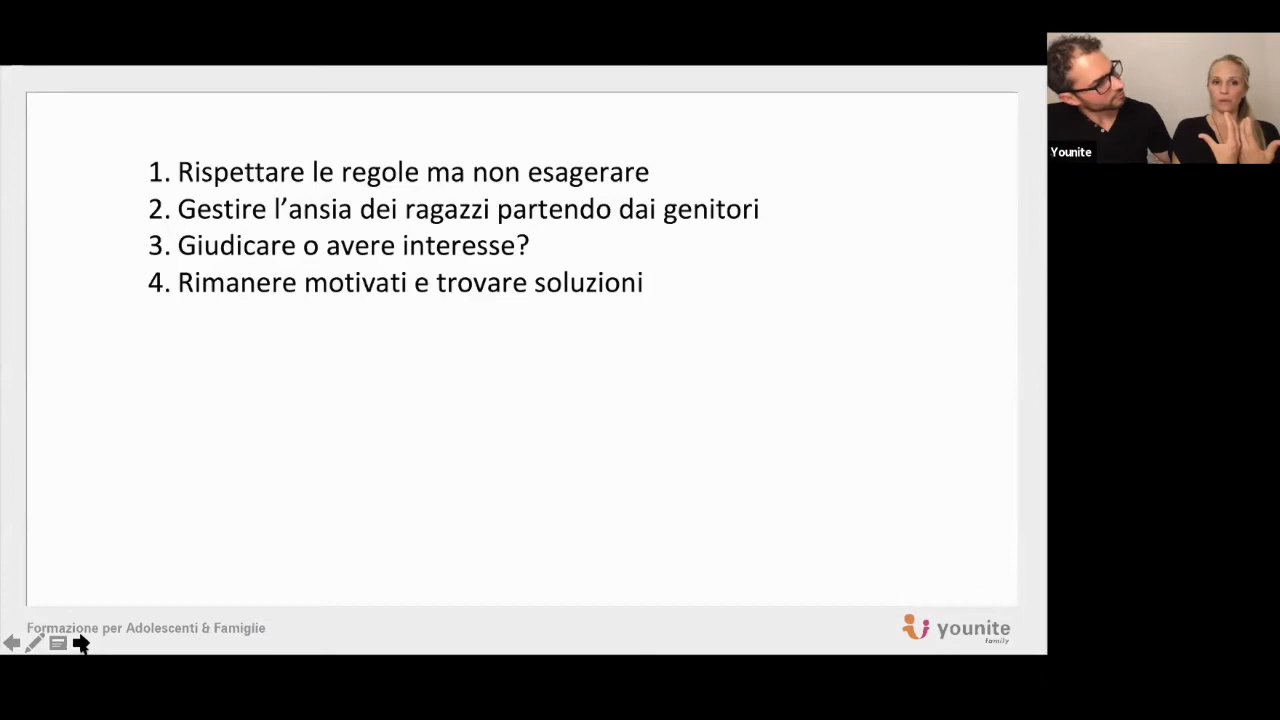 1. Rispettare le regole ma non esagerare
2. Gestire l’ansia dei ragazzi partendo dai genitori
3. Giudicare o avere interesse?
4. Rimanere motivati e trovare soluzioni
Younite
Formazione per Adolescenti & Famiglie
younite
family